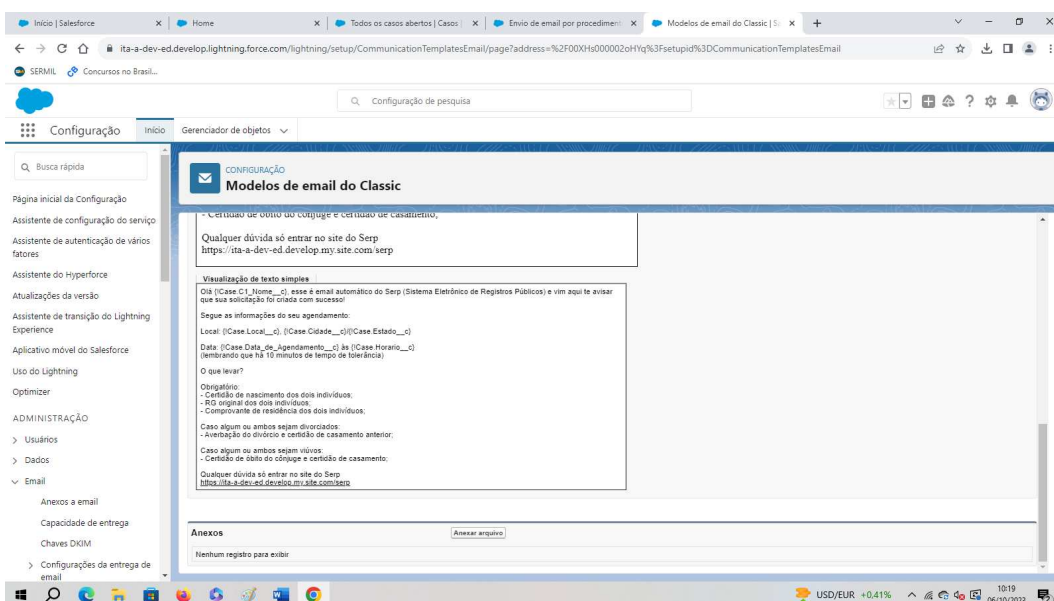 Início | Salesforce
Home
Todos os casos abertos | Casos |
Envio de email por procediment
Modelos de email do Classic | S
ita-a-dev-ed.develop.lightning.force.com/lightning/setup/CommunicationTemplatesEmail/page?address=%2F00XHs000002oHYq%3Fsetupid%3DCommunicationTemplatesEmail
SERMIL
Concursos no Brasil...
Configuração de pesquisa
Configuração
Início
Gerenciador de objetos
Busca rápida
Página inicial da Configuração
Assistente de configuração do serviço
Assistente de autenticação de vários
fatores
Assistente do Hyperforce
Atualizações da versão
Assistente de transição do Lightning
Experience
Aplicativo móvel do Salesforce
Uso do Lightning
Optimizer
ADMINISTRAÇÃO
Usuários
Dados
Email
Anexos a email
Capacidade de entrega
Chaves DKIM
Configurações da entrega de
email
CONFIGURAÇÃO
Modelos de email do Classic
- Certidão de óbito do cônjuge e certidão de casamento;
Qualquer dúvida só entrar no site do Serp
https://ita-a-dev-ed.develop.my.site.com/serp
Visualização de texto simples
Olá {!Case.C1_Nome__c}, esse é email automático do Serp (Sistema Eletrônico de Registros Públicos) e vim aqui te avisar
que sua solicitação foi criada com sucesso!
Segue as informações do seu agendamento:
Local: {!Case.Local__c}, {!Case.Cidade__c}/{!Case.Estado__c}
Data: {!Case.Data_de_Agendamento__c} às {!Case.Horario__c}
(lembrando que há 10 minutos de tempo de tolerância)
O que levar?
Obrigatório:
- Certidão de nascimento dos dois indivíduos;
- RG original dos dois indivíduos;
- Comprovante de residência dos dois indivíduos;
Caso algum ou ambos sejam divorciados:
- Averbação do divórcio e certidão de casamento anterior;
Caso algum ou ambos sejam viúvos:
- Certidão de óbito do cônjuge e certidão de casamento;
Qualquer dúvida só entrar no site do Serp
https://ita-a-dev-ed.develop.my.site.com/serp
Anexos
Anexar arquivo
Nenhum registro para exibir
USD/EUR +0,41%
10:19
06/10/2023